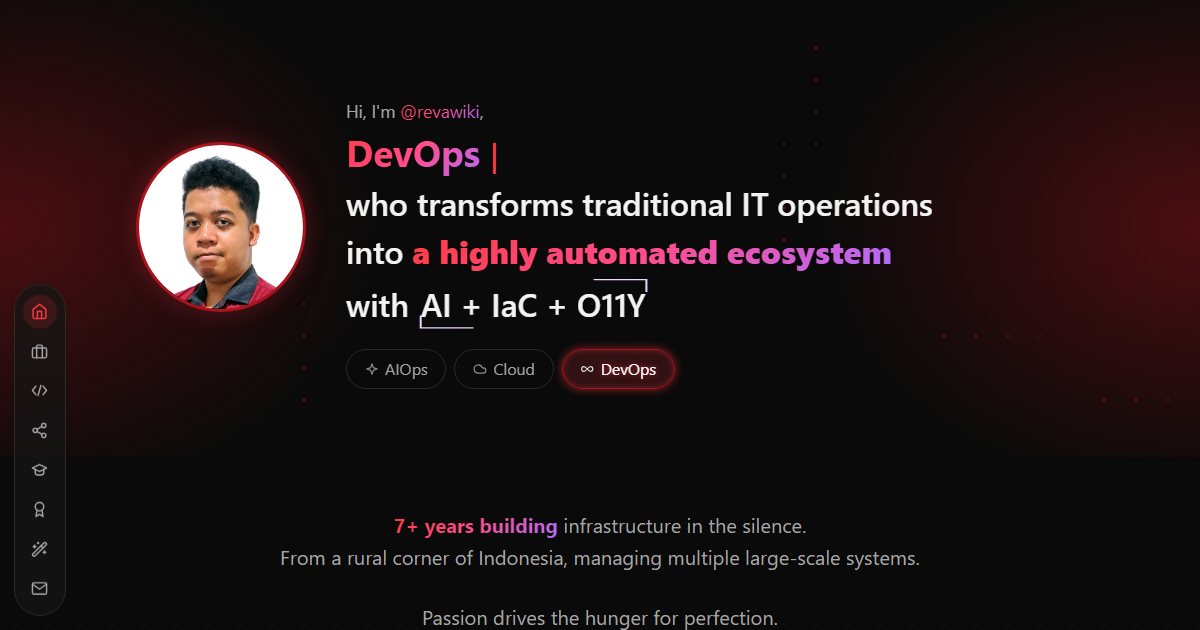 Hi, I'm @revawiki,
DevOps |
who transforms traditional IT operations
into a highly automated ecosystem
with AI + IaC + O11Y
AIOps
Cloud
DevOps
7+ years building infrastructure in the silence.
From a rural corner of Indonesia, managing multiple large-scale systems.
Passion drives the hunger for perfection.